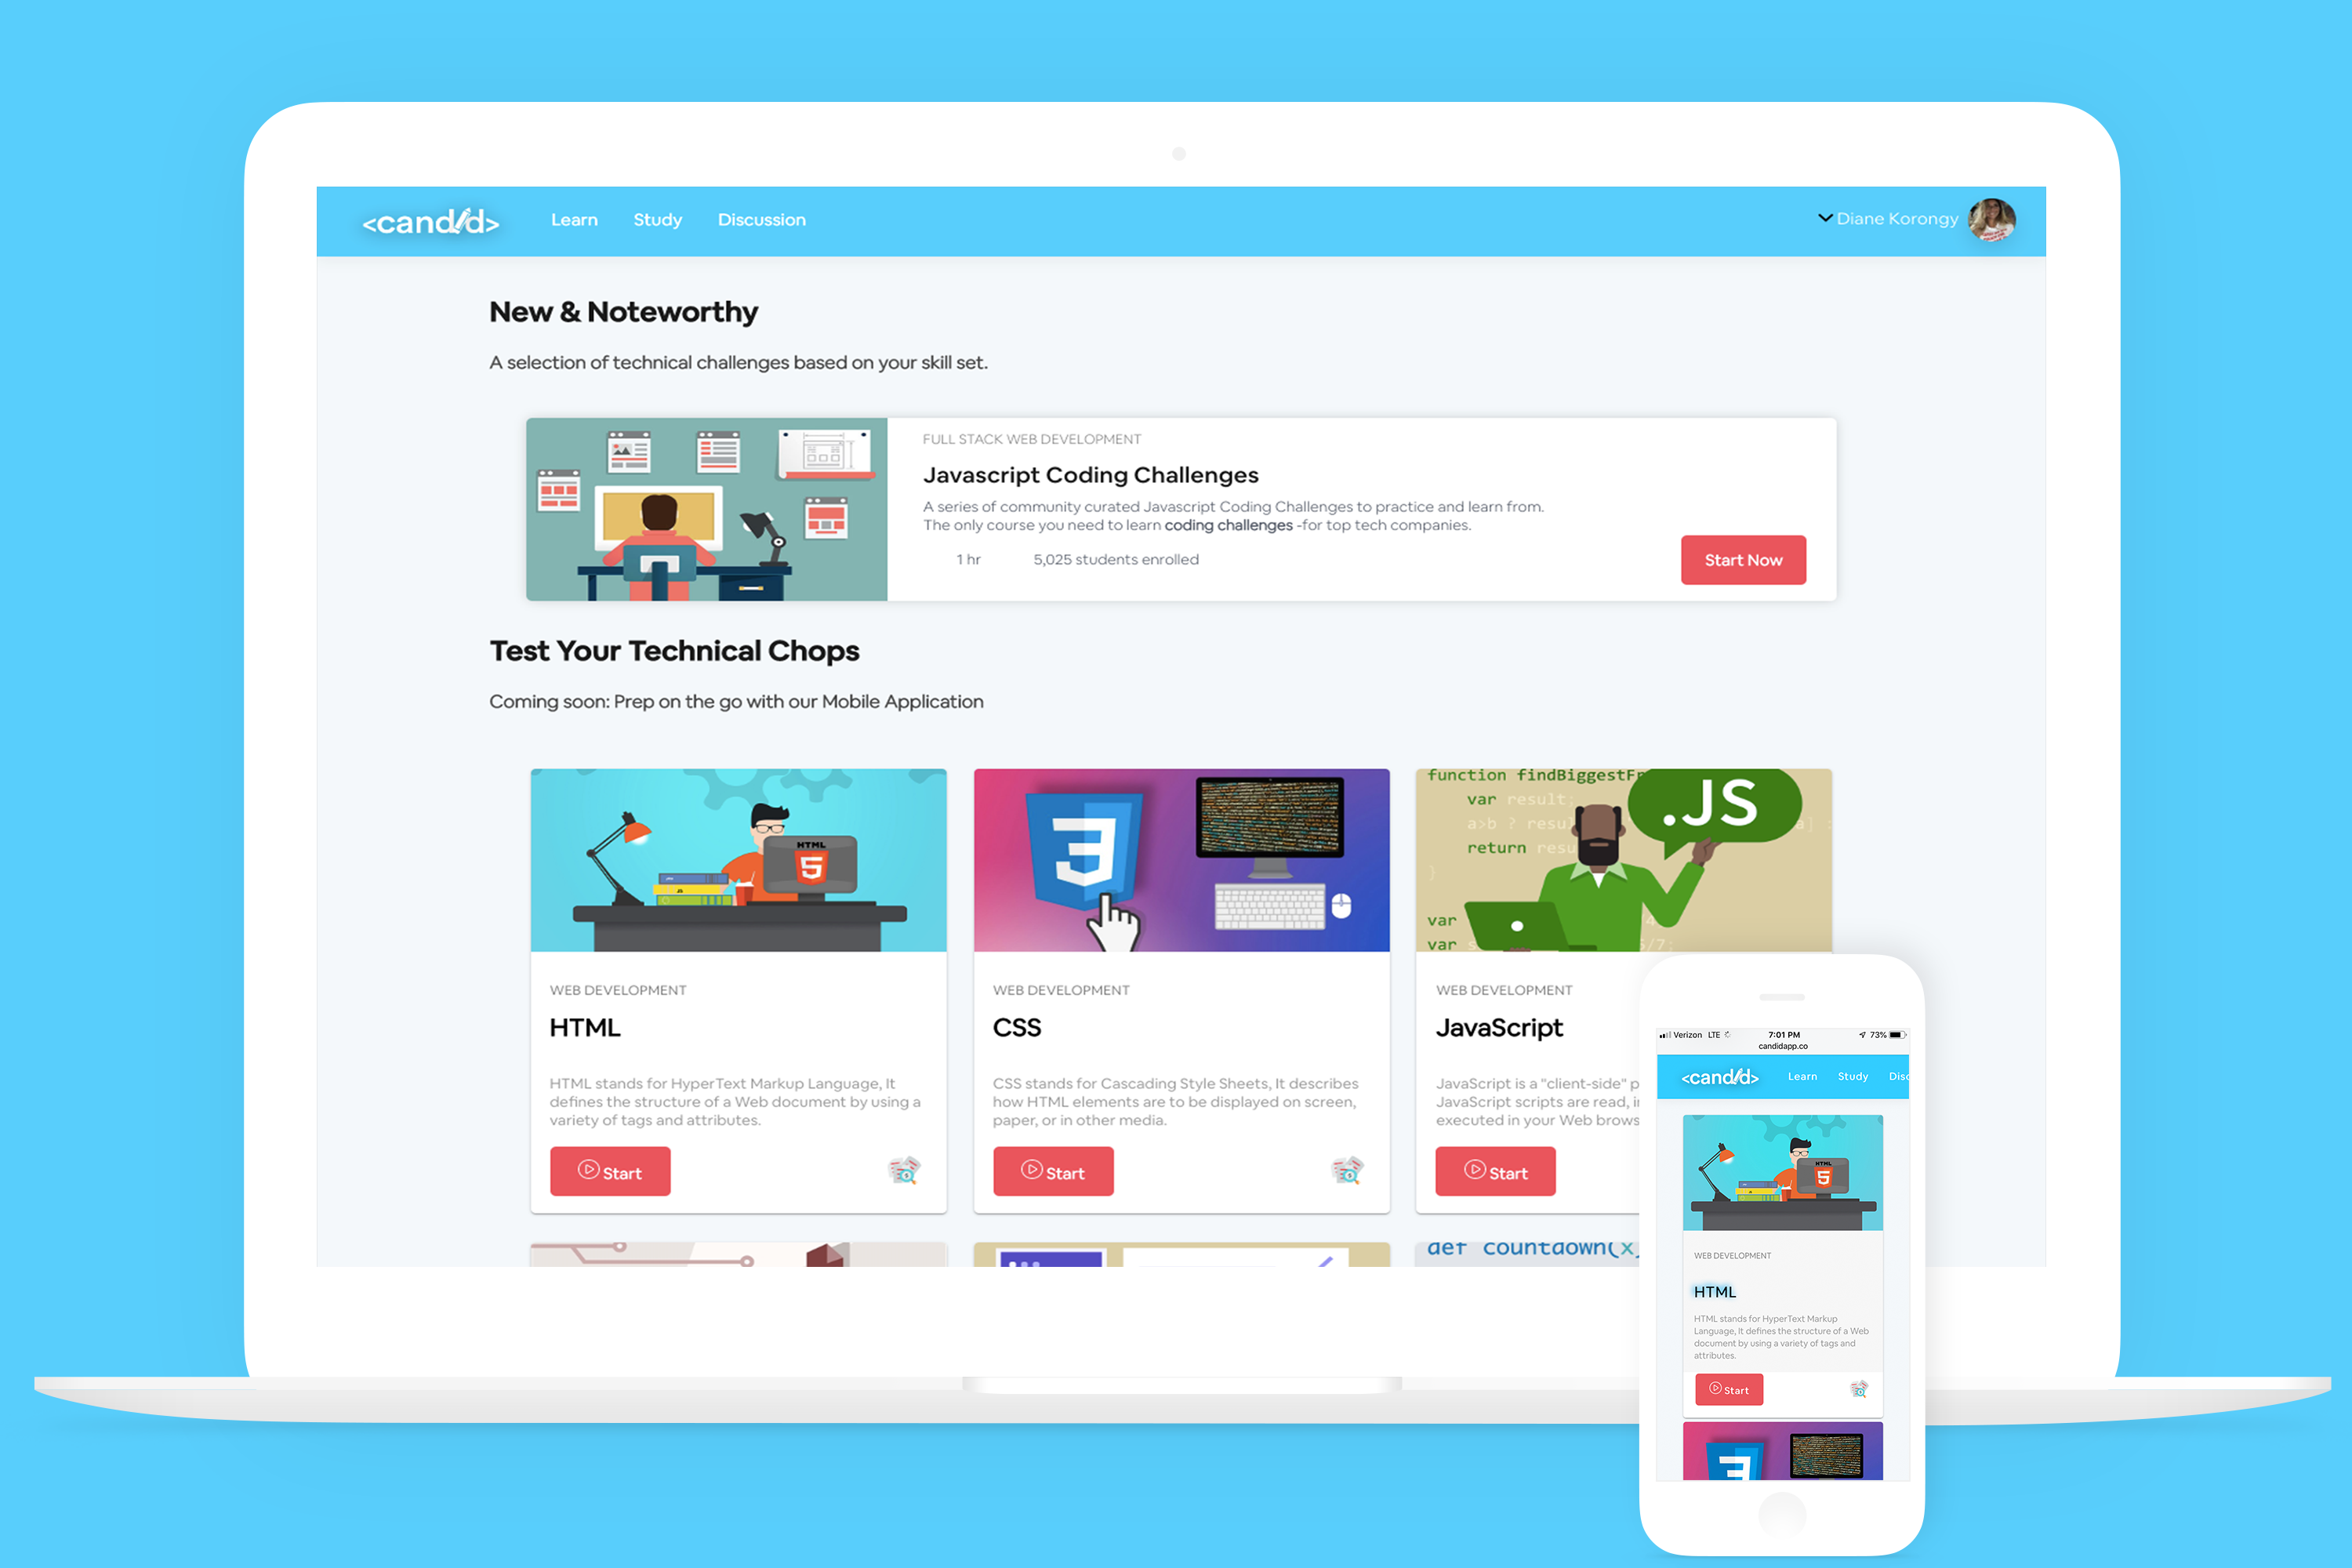 <candid>
Learn Study Discussion
Diane Korongy
New & Noteworthy
A selection of technical challenges based on your skill set.
FULL STACK WEB DEVELOPMENT
Javascript Coding Challenges
A series of community curated Javascript Coding Challenges to practice and learn from.
The only course you need to learn coding challenges -for top tech companies.
1 hr 5,025 students enrolled
Start Now
Test Your Technical Chops
Coming soon: Prep on the go with our Mobile Application
HTML
5
WEB DEVELOPMENT
HTML
HTML stands for HyperText Markup Language, It
defines the structure of a Web document by using a
variety of tags and attributes.
Start
3
WEB DEVELOPMENT
CSS
CSS stands for Cascading Style Sheets, It describes
how HTML elements are to be displayed on screen,
paper, or in other media.
Start
function findBiggestFr
var result;
a>b ? resu a] :
return resu
}
var 4
var s 6/7;
.JS
WEB DEVELOPMENT
JavaScript
JavaScript is a "client-side" p
JavaScript scripts are read, i
executed in your Web brows
Start
def countdown(x)
Verizon LTE 7:01 PM 73%
candidapp.co
<candid>
Learn Study Disc
HTML
5
WEB DEVELOPMENT
HTML
HTML stands for HyperText Markup
Language, It defines the structure of a Web
document by using a variety of tags and
attributes.
Start
3